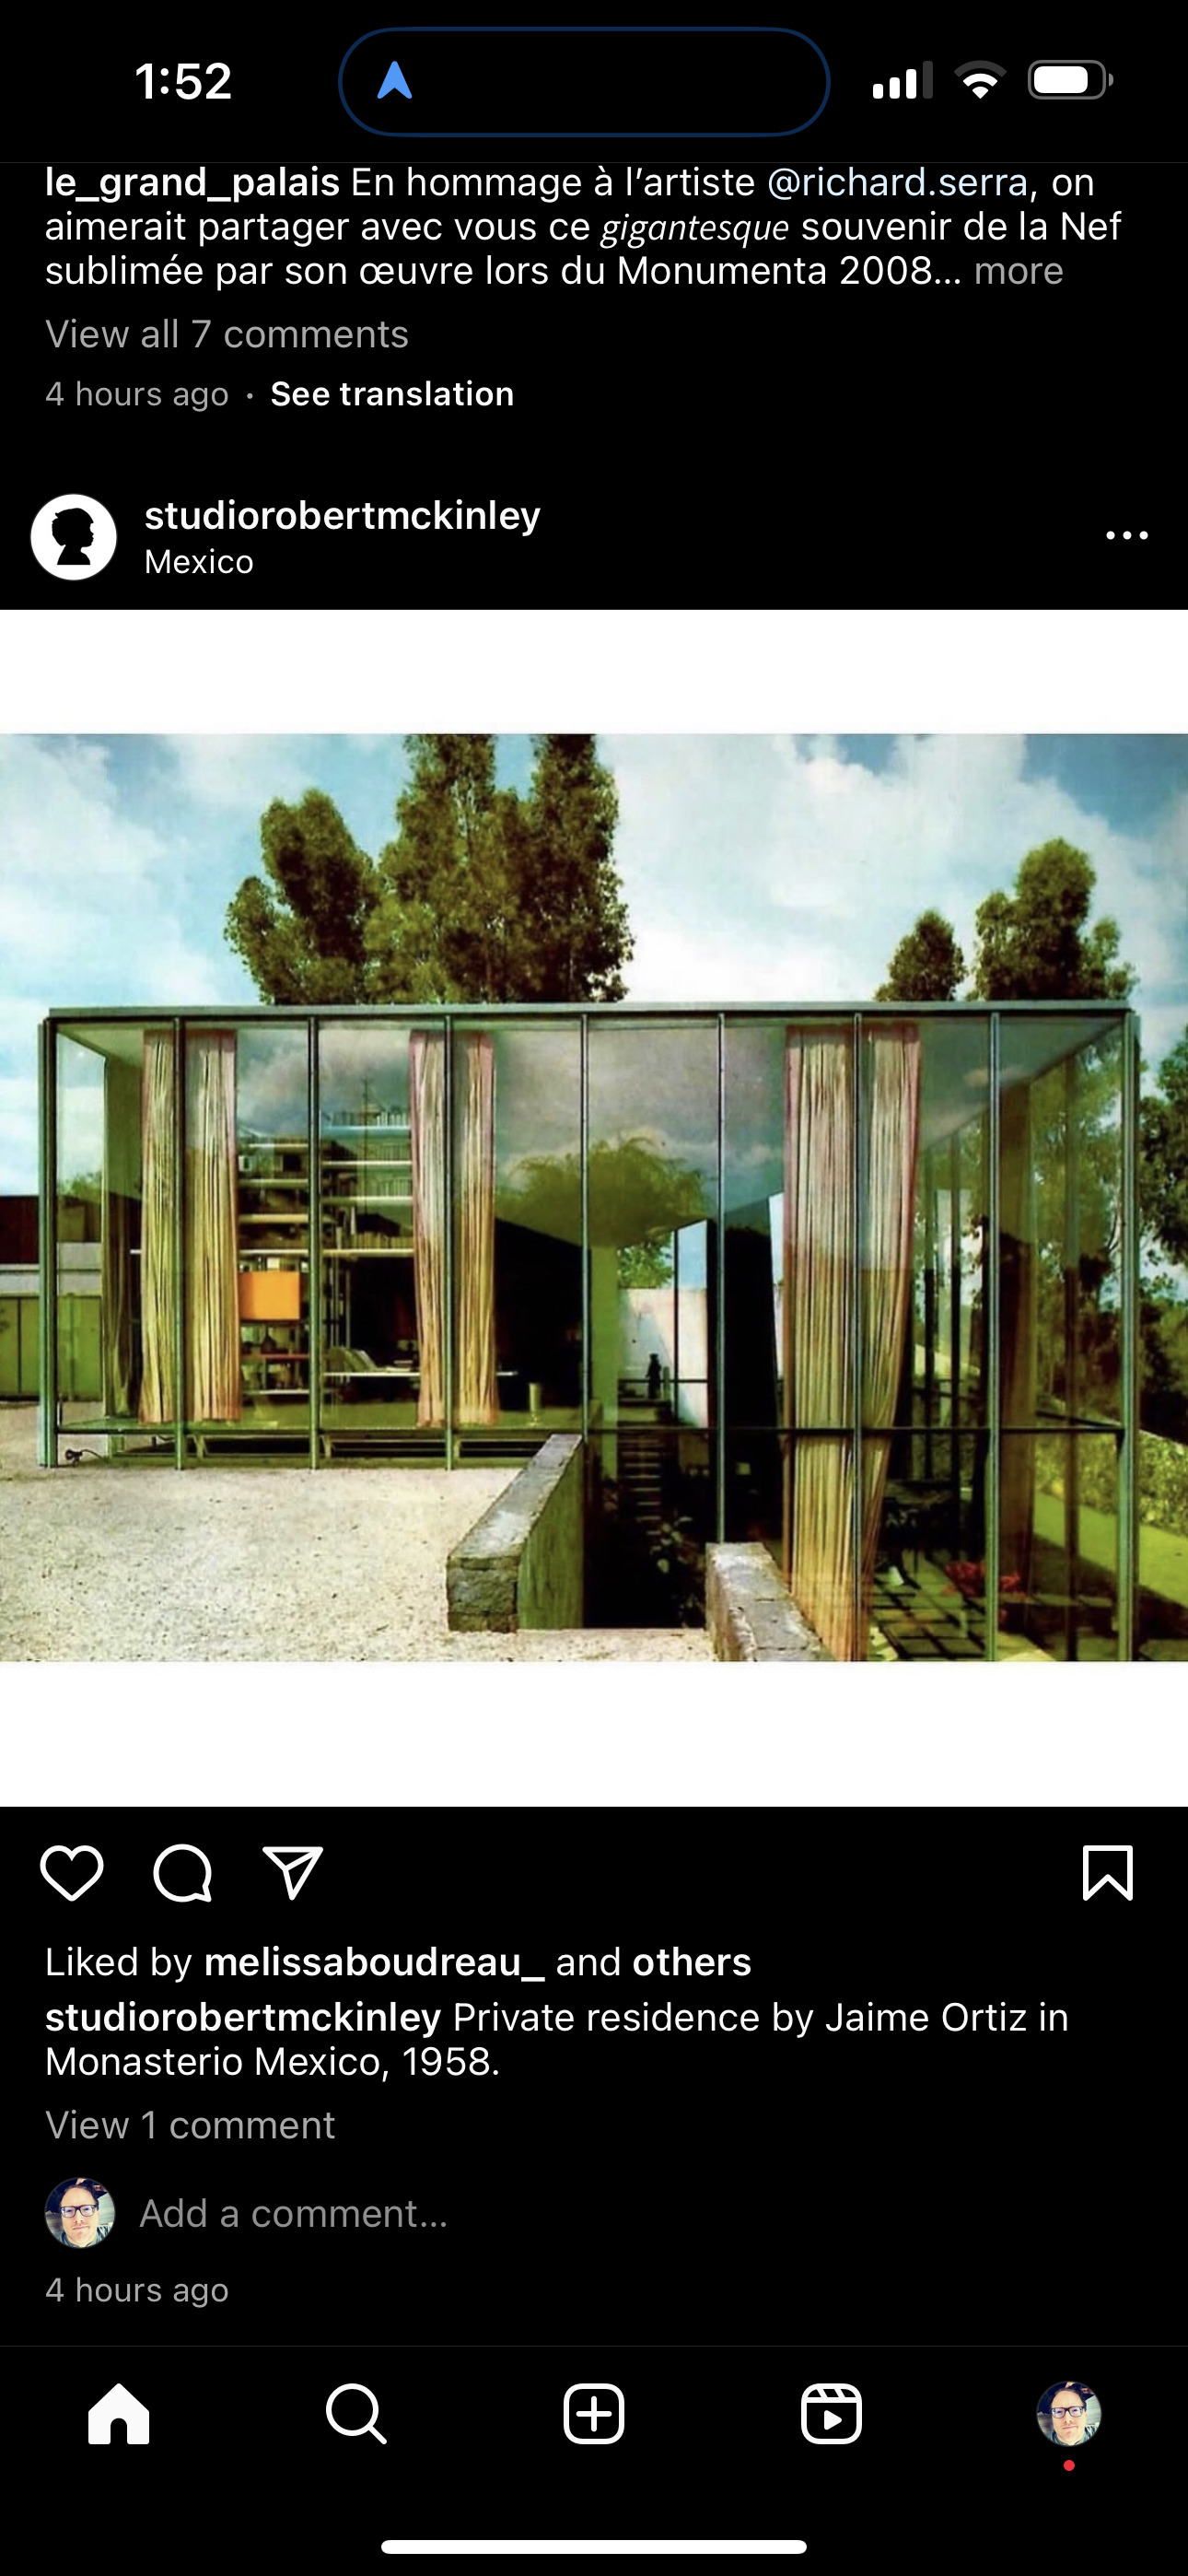 1:52
le_grand_palais En hommage à l’artiste @richard.serra, on
aimerait partager avec vous ce gigantesque souvenir de la Nef
sublimée par son œuvre lors du Monumenta 2008... more
View all 7 comments
4 hours ago · See translation
studiorobertmckinley
Mexico
Liked by melissaboudreau_ and others
studiorobertmckinley Private residence by Jaime Ortiz in
Monasterio Mexico, 1958.
View 1 comment
Add a comment...
4 hours ago